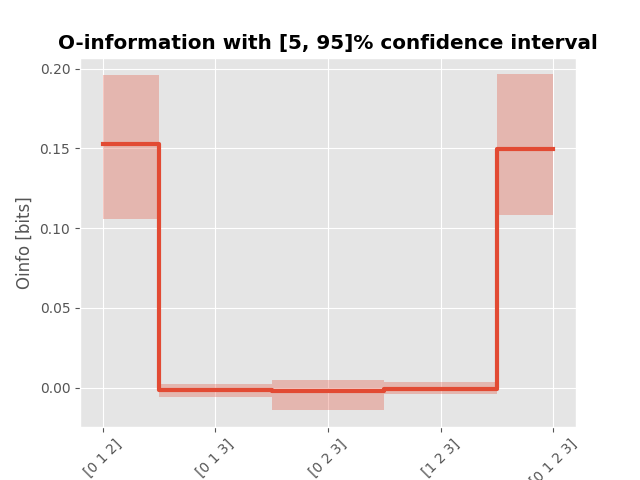 O-information with [5, 95]% confidence interval
0.20
0.15
0.10
0.05
0.00
Oinfo [bits]
[0 1 2]
[0 1 3]
[0 2 3]
[1 2 3]
[0 1 2 3]